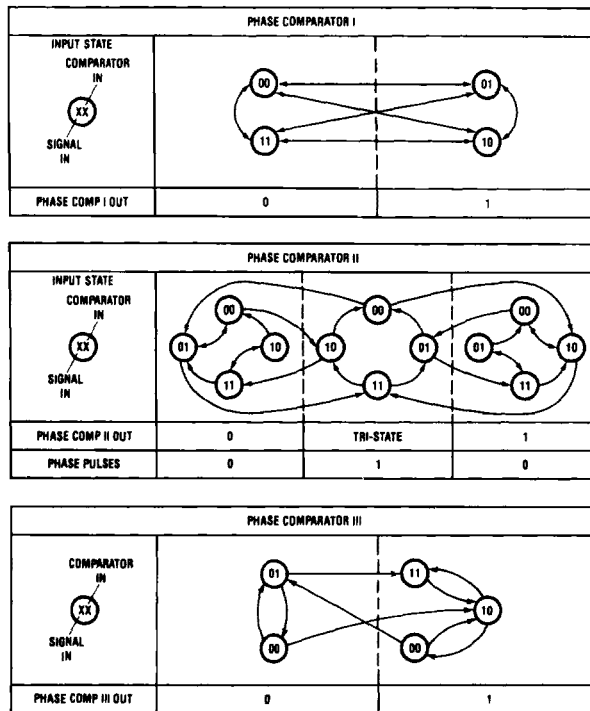 PHASE COMPARATOR I
INPUT STATE
COMPARATOR
IN
XX
SIGNAL
IN
00 01
11 10
PHASE COMP I OUT 0 1
PHASE COMPARATOR II
INPUT STATE
COMPARATOR
IN
XX
SIGNAL
IN
00 00 00
01 10 10 01 01 10
11 11 11
PHASE COMP II OUT 0 TRI-STATE 1
PHASE PULSES 0 1 0
PHASE COMPARATOR III
COMPARATOR
IN
XX
SIGNAL
IN
01 11
10
00 00
PHASE COMP III OUT 0 1